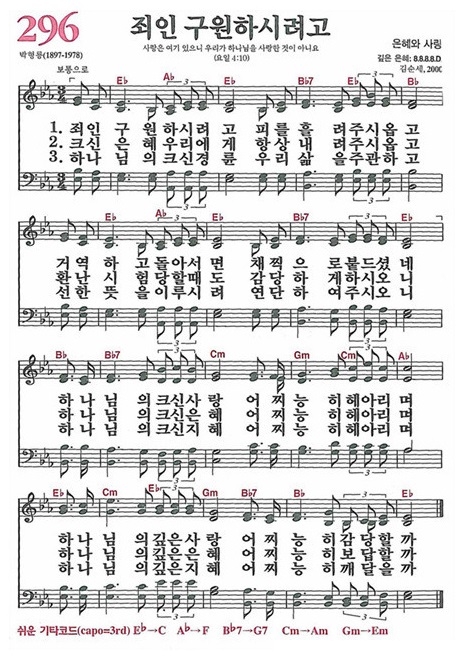 296
죄인 구원하시려고
사랑은 여기 있으니 우리가 하나님을 사랑한 것이 아니요
(요일 4:10)
은혜와 사랑
박형룡(1897-1978)
깊은 은혜: 8.8.8.8.D
보통으로
김순세, 200
E♭ A♭ E♭ E♭ B♭7
1. 죄인 구 원하시려 고 피를 흘 려주시옵고
2. 크신 은 혜우리에 게 항상 내 려주시옵 고
3. 하나 님 의크신경 륜 우리 삶 을주관하 고
E♭ A♭ E♭ B♭7 E♭
거역 하 고돌아서 면 채찍 으 로붙드셨 네
환난 시 험당할때 도 감당 하 게하시오 니
선한 뜻 을이루시 려 연단 하 여주시오 니
B♭ B♭7 Cm Gm Cm A♭
하나 님 의크신사 랑 어찌 능 히헤아리 며
하나 님 의크신은 혜 어찌 능 히헤아리 며
하나 님 의크신지 혜 어찌 능 히헤아리 며
E♭ Cm E♭ Gm B♭7 B♭ E♭
하나 님 의깊은사 랑 어찌 능 히감당할 까
하나 님 의깊은은 혜 어찌 능 히보답할 까
하나 님 의깊은지 혜 어찌 능 히깨달을 까
쉬운 기타코드(capo=3rd) E♭→C A♭→F B♭7→G7 Cm→Am Gm→Em